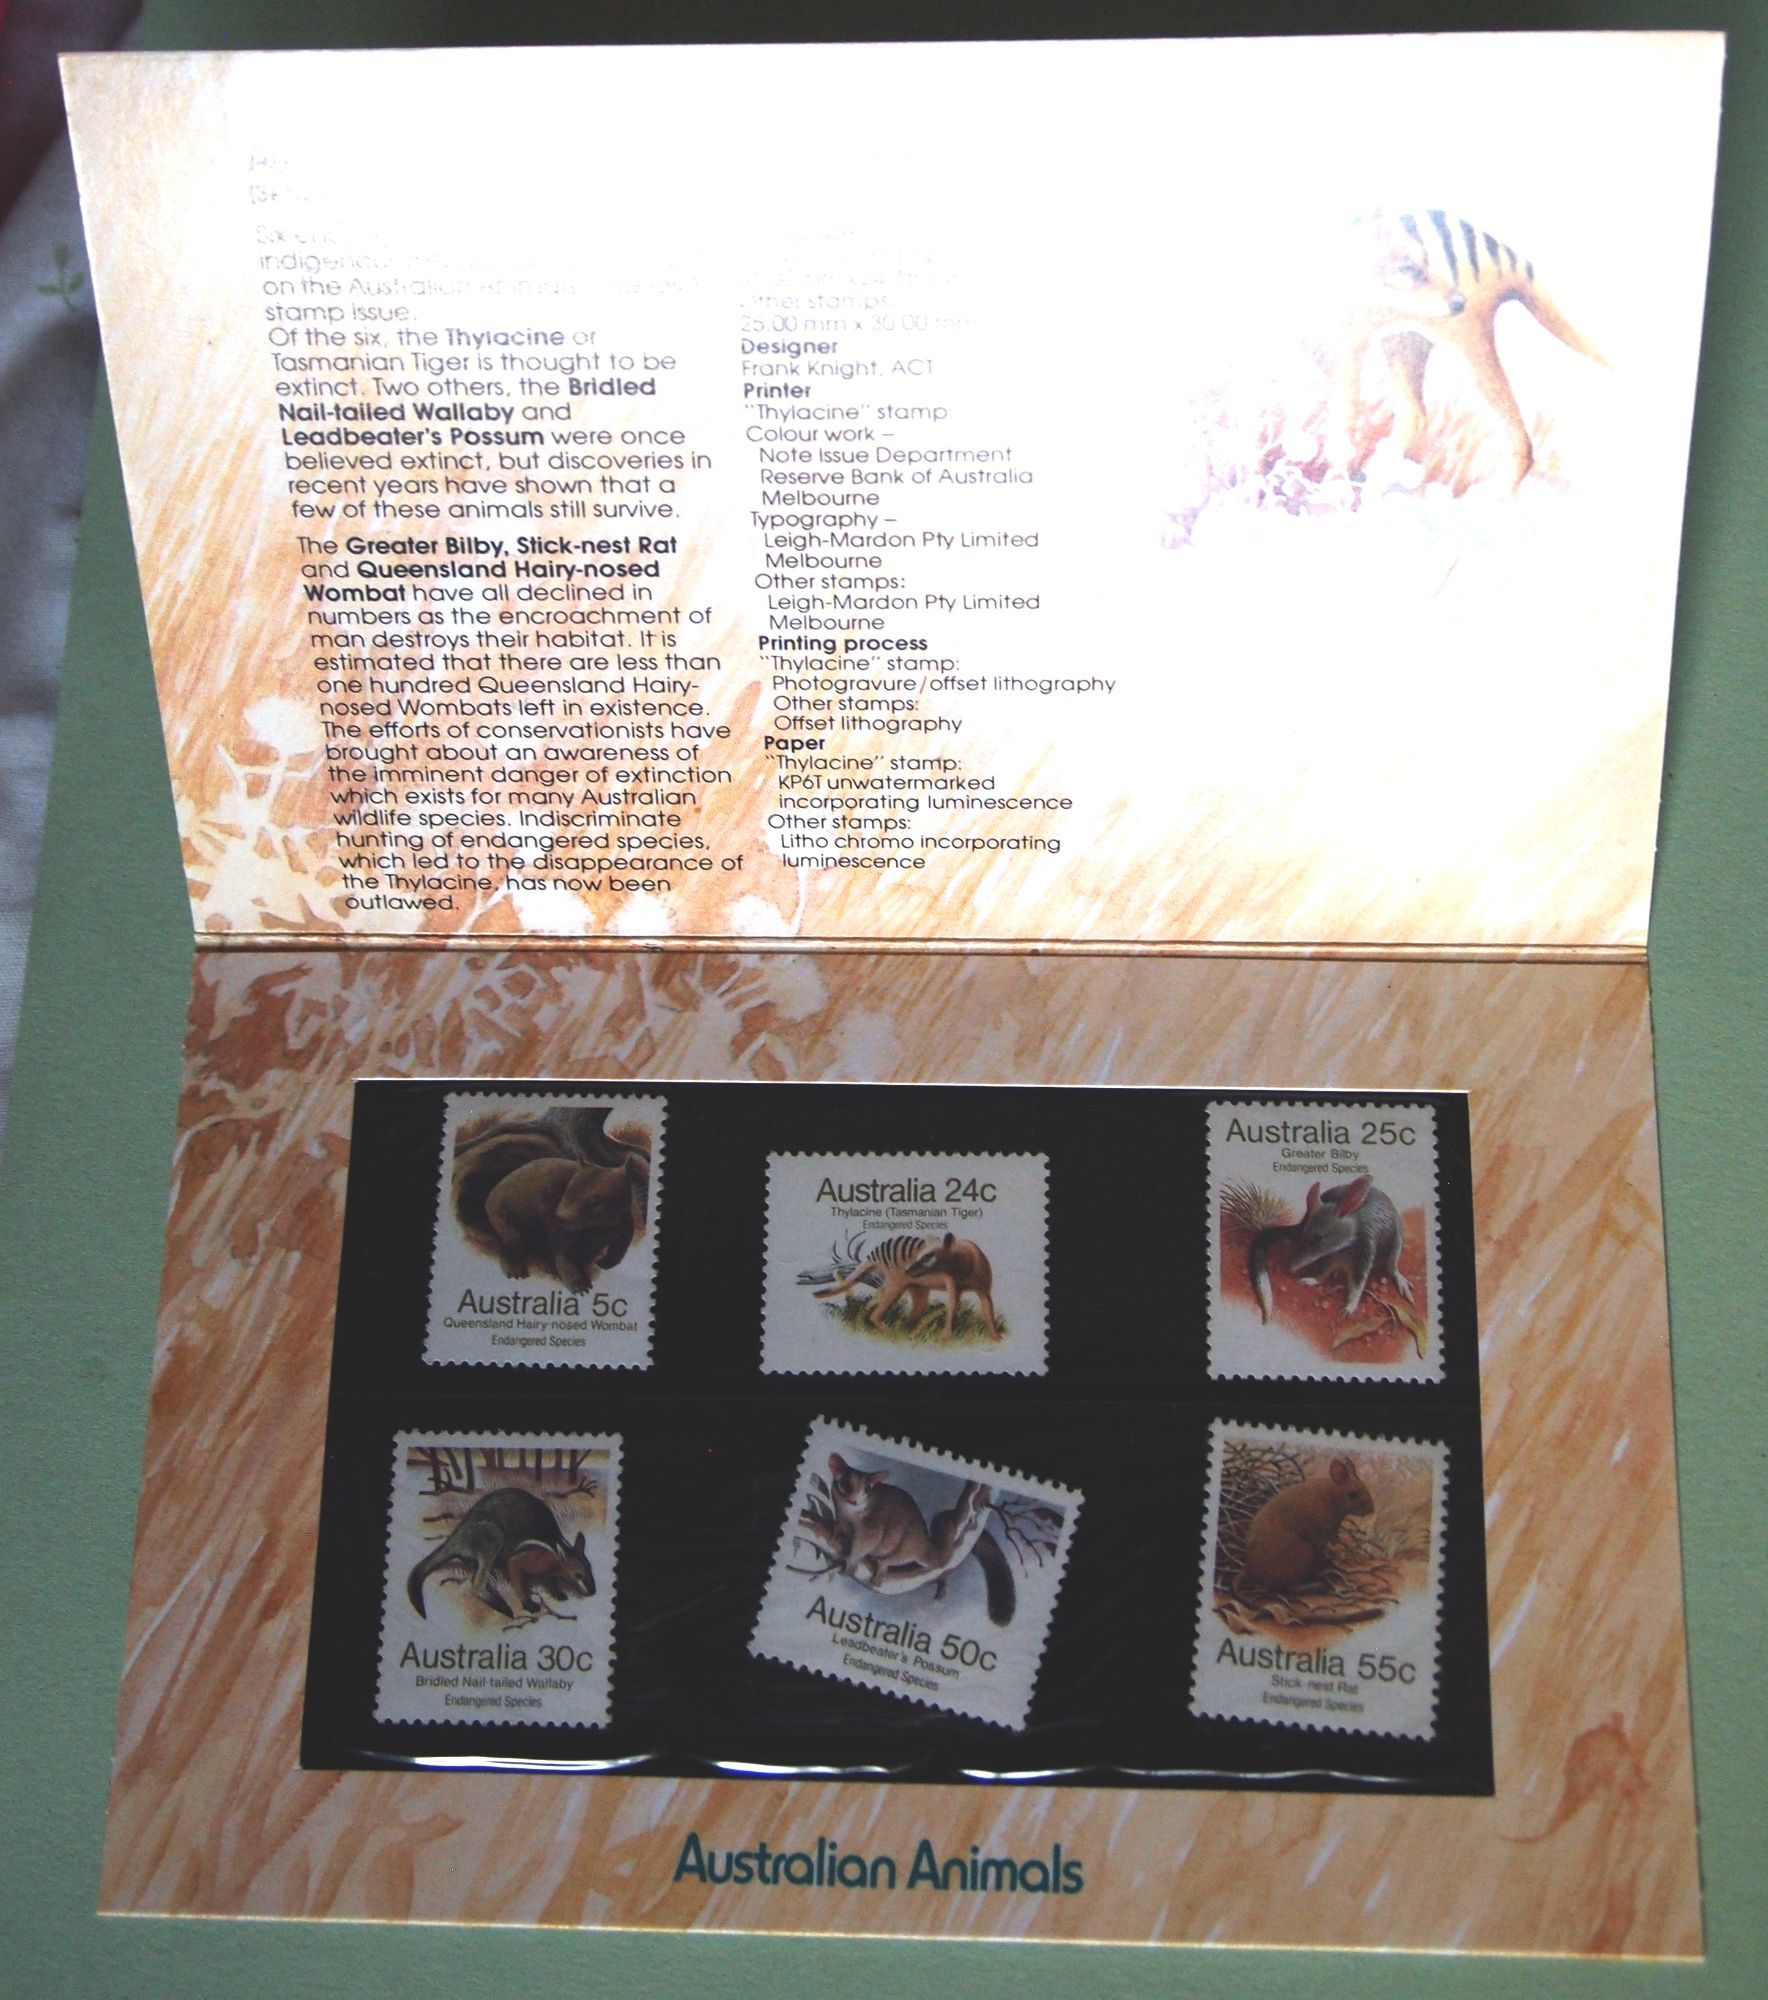 indigenous
on the Australian
stamp issue.
Of the six, the Thylacine or
Tasmanian Tiger is thought to be
extinct. Two others, the Bridled
Nail-tailed Wallaby and
Leadbeater's Possum were once
believed extinct, but discoveries in
recent years have shown that a
few of these animals still survive.
The Greater Bilby, Stick-nest Rat
and Queensland Hairy-nosed
Wombat have all declined in
numbers as the encroachment of
man destroys their habitat. It is
estimated that there are less than
one hundred Queensland Hairy-
nosed Wombats left in existence.
The efforts of conservationists have
brought about an awareness of
the imminent danger of extinction
which exists for many Australian
wildlife species. Indiscriminate
hunting of endangered species,
which led to the disappearance of
the Thylacine, has now been
outlawed.
Other stamps:
25.00 mm x 30.00 mm
Designer
Frank Knight, ACT
Printer
"Thylacine" stamp
Colour work –
Note Issue Department
Reserve Bank of Australia
Melbourne
Typography –
Leigh-Mardon Pty Limited
Melbourne
Other stamps:
Leigh-Mardon Pty Limited
Melbourne
Printing process
"Thylacine" stamp:
Photogravure/offset lithography
Other stamps:
Offset lithography
Paper
"Thylacine" stamp:
KP6T unwatermarked
incorporating luminescence
Other stamps:
Litho chromo incorporating
luminescence
Australia 5c
Queensland Hairy-nosed Wombat
Endangered Species
Australia 24c
Thylacine (Tasmanian Tiger)
Endangered Species
Australia 25c
Greater Bilby
Endangered Species
Australia 30c
Bridled Nail-tailed Wallaby
Endangered Species
Australia 50c
Leadbeater's Possum
Endangered Species
Australia 55c
Stick-nest Rat
Endangered Species
Australian Animals